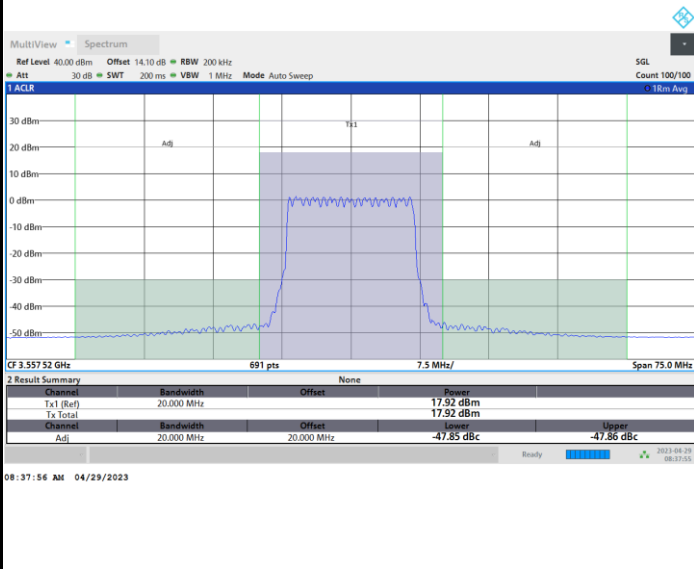 MultiView Spectrum
Ref Level 40.00 dBm Offset 14.10 dB RBW 200 kHz SGL
Att 30 dB SWT 200 ms VBW 1 MHz Mode Auto Sweep Count 100/100
1 ACLR 1Rm Avg
Tx1
Adj Adj
30 dBm
20 dBm
10 dBm
0 dBm
-10 dBm
-20 dBm
-30 dBm
-40 dBm
-50 dBm
CF 3.557 52 GHz 691 pts 7.5 MHz/ Span 75.0 MHz
2 Result Summary None
Channel Bandwidth Offset Power
Tx1 (Ref) 20.000 MHz 17.92 dBm
Tx Total 17.92 dBm
Channel Bandwidth Offset Lower Upper
Adj 20.000 MHz 20.000 MHz -47.85 dBc -47.86 dBc
Ready 2023-04-29
08:37:55
08:37:56 AM 04/29/2023